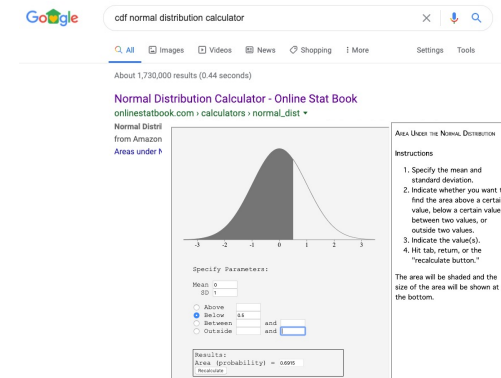 Google
cdf normal distribution calculator
All Images Videos News Shopping More Settings Tools
About 1,730,000 results (0.44 seconds)
Normal Distribution Calculator - Online Stat Book
onlinestatbook.com › calculators › normal_dist
Normal Distri
from Amazon
Areas under N
-3 -2 -1 0 1 2 3
Specify Parameters:
Mean 0
SD 1
Above
Below 0.5
Between and
Outside and
Results:
Area (probability) = 0.6915
Recalculate
Area Under the Normal Distribution
Instructions
1. Specify the mean and
standard deviation.
2. Indicate whether you want t
find the area above a certai
value, below a certain value
between two values, or
outside two values.
3. Indicate the value(s).
4. Hit tab, return, or the
"recalculate button."
The area will be shaded and the
size of the area will be shown at
the bottom.